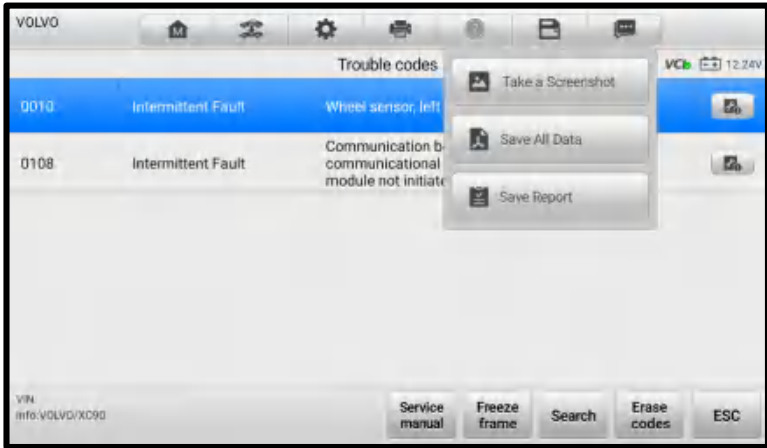 VOLVO
Trouble codes
VCI 12.24V
Take a Screenshot
0010 Intermittent Fault Wheel sensor, left
Save All Data
0108 Intermittent Fault Communication b
communicational
module not initiate
Save Report
VIN:
Info:VOLVO/XC90
Service
manual
Freeze
frame
Search
Erase
codes
ESC